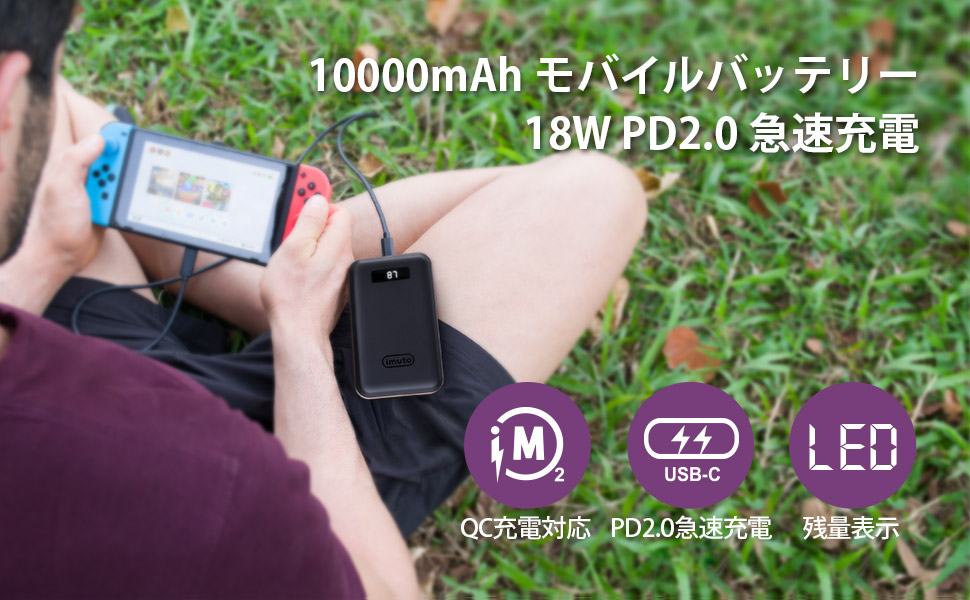 10000mAh モバイルバッテリー
18W PD2.0 急速充電
87
imuto
iM2
USB-C
LED
QC充電対応
PD2.0急速充電
残量表示